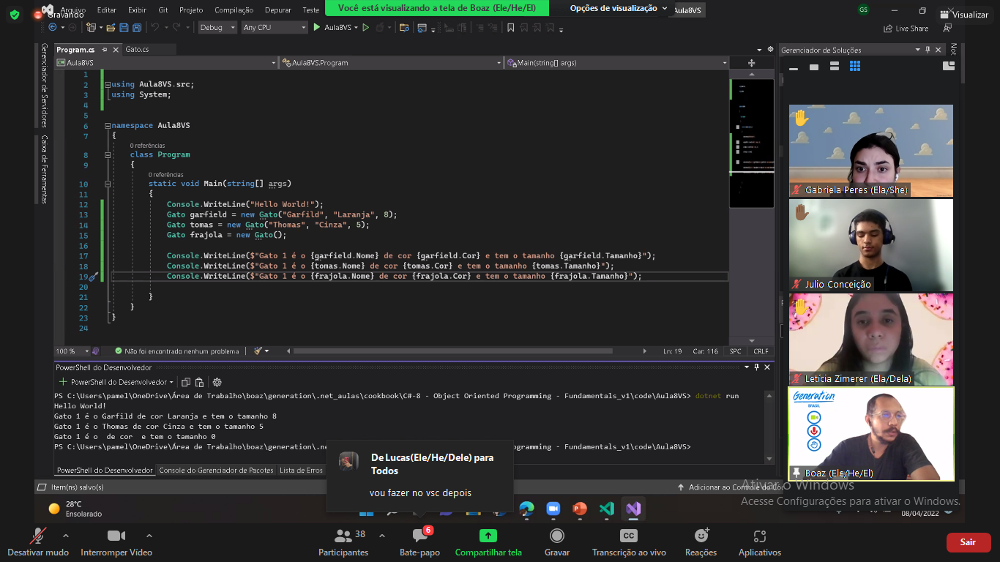 Gravando
Arquivo Editar Exibir Git Projeto Compilação Depurar Teste
Você está visualizando a tela de Boaz (Ele/He/El)
Opções de visualização
Aula8VS
GS
Visualizar
Debug Any CPU Aula8VS
Live Share
Program.cs Gato.cs
Gerenciador de Soluções
Not
Aula8VS Aula8VS.Program Main(string[] args)
Gerenciador de Servidores
Caixa de Ferramentas
1
2 using Aula8VS.src;
3 using System;
4
5
6 namespace Aula8VS
7 {
0 referências
8 class Program
9 {
0 referências
10 static void Main(string[] args)
11 {
12 Console.WriteLine("Hello World!");
13 Gato garfield = new Gato("Garfild", "Laranja", 8);
14 Gato tomas = new Gato("Thomas", "Cinza", 5);
15 Gato frajola = new Gato();
16
17 Console.WriteLine($"Gato 1 é o {garfield.Nome} de cor {garfield.Cor} e tem o tamanho {garfield.Tamanho}");
18 Console.WriteLine($"Gato 1 é o {tomas.Nome} de cor {tomas.Cor} e tem o tamanho {tomas.Tamanho}");
19 Console.WriteLine($"Gato 1 é o {frajola.Nome} de cor {frajola.Cor} e tem o tamanho {frajola.Tamanho}");
20
21 }
22 }
23 }
24
100 % Não foi encontrado nenhum problema Ln: 19 Car: 116 SPC CRLF
PowerShell do Desenvolvedor
PowerShell do Desenvolvedor
PS C:\Users\pamel\OneDrive\Área de Trabalho\boaz\generation\.net_aulas\cookbook\C#-8 - Object Oriented Programming - Fundamentals_v1\code\Aula8VS> dotnet run
Hello World!
Gato 1 é o Garfild de cor Laranja e tem o tamanho 8
Gato 1 é o Thomas de cor Cinza e tem o tamanho 5
Gato 1 é o  de cor  e tem o tamanho 0
PS C:\Users\pamel\OneDrive\Área de Trabalho\boaz\generation\.ne Programming - Fundamentals_v1\code\Aula8VS>
PowerShell do Desenvolvedor Console do Gerenciador de Pacotes Lista de Erros
De Lucas(Ele/He/Dele) para
Todos
vou fazer no vsc depois
Item(ns) salvo(s)
Adicionar ao Controle do Có
Gabriela Peres (Ela/She)
Julio Conceição
Letícia Zimerer (Ela/Dela)
Generation
BRASIL
Boaz (Ele/He/El)
Ativar o Windows
Acesse Configurações para ativar o Windows.
28°C
Ensolarado
08/04/2022
Desativar mudo
Interromper Vídeo
38
Participantes
6
Bate-papo
Compartilhar tela
Gravar
CC
Transcrição ao vivo
Reações
Aplicativos
Sair